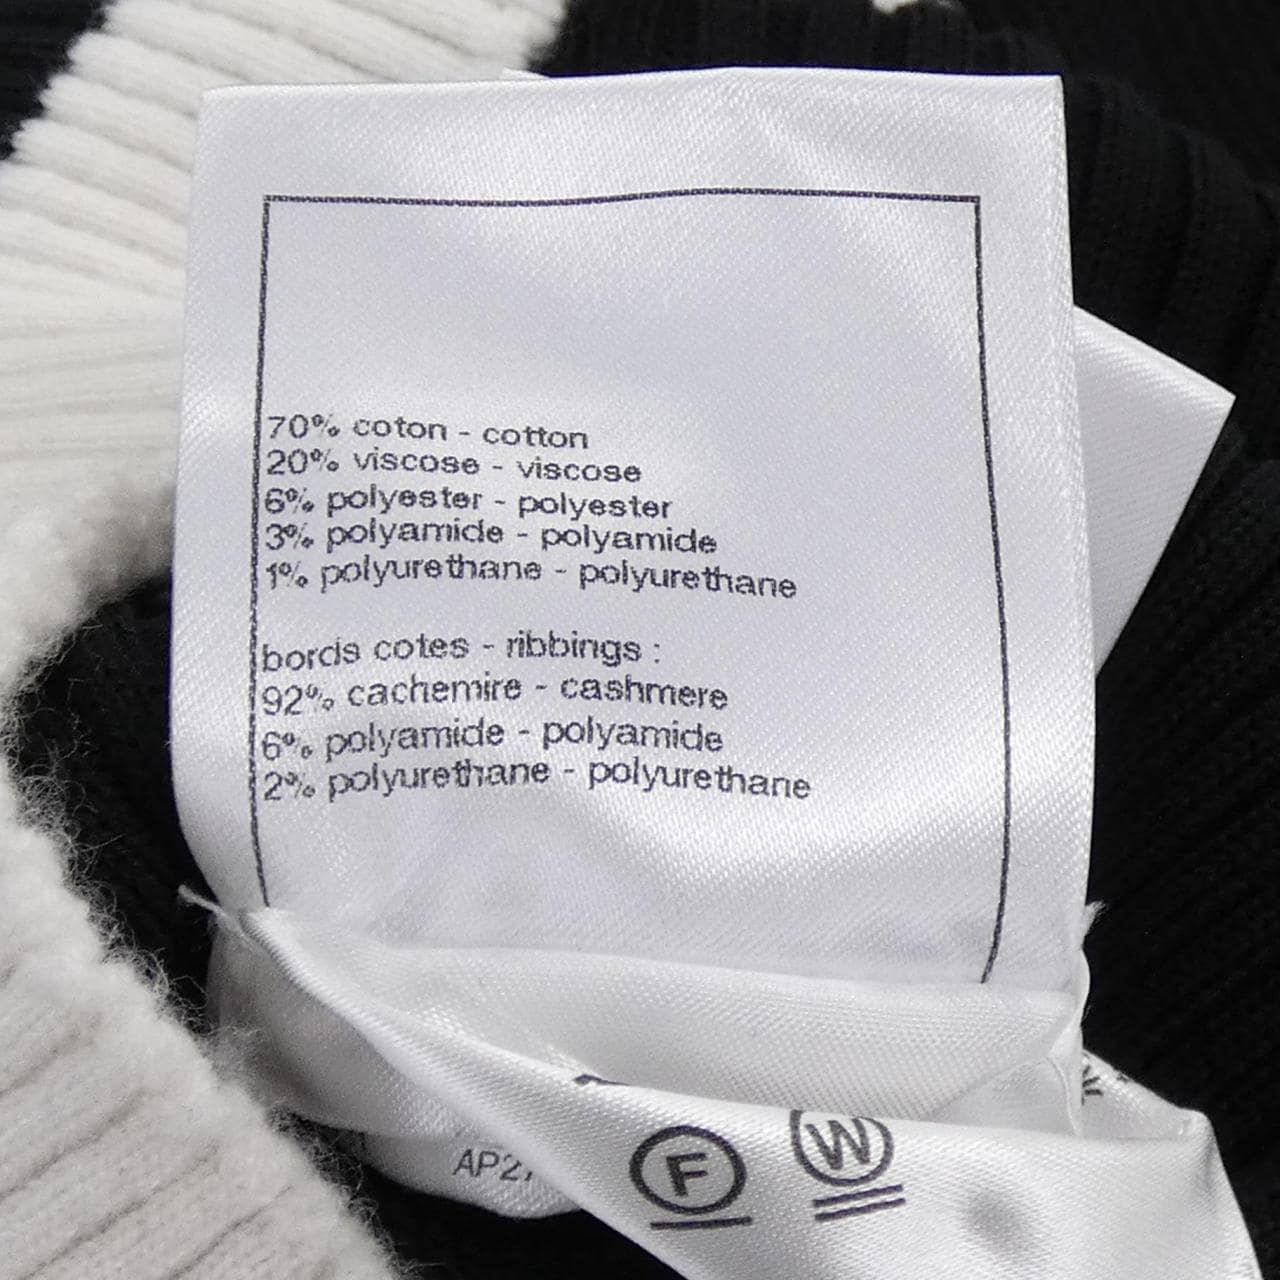 70% coton - cotton
20% viscose - viscose
6% polyester - polyester
3% polyamide - polyamide
1% polyurethane - polyurethane
bords cotes - ribbings :
92% cachemire - cashmere
6% polyamide - polyamide
2% polyurethane - polyurethane
F W